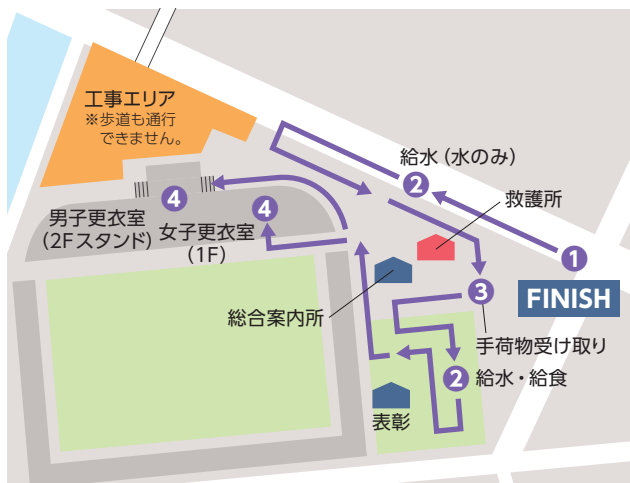 工事エリア
※歩道も通行
できません。
給水（水のみ）
2
救護所
4
4
男子更衣室
（2Fスタンド）
女子更衣室
（1F）
1
FINISH
3
総合案内所
手荷物受け取り
2
給水・給食
表彰